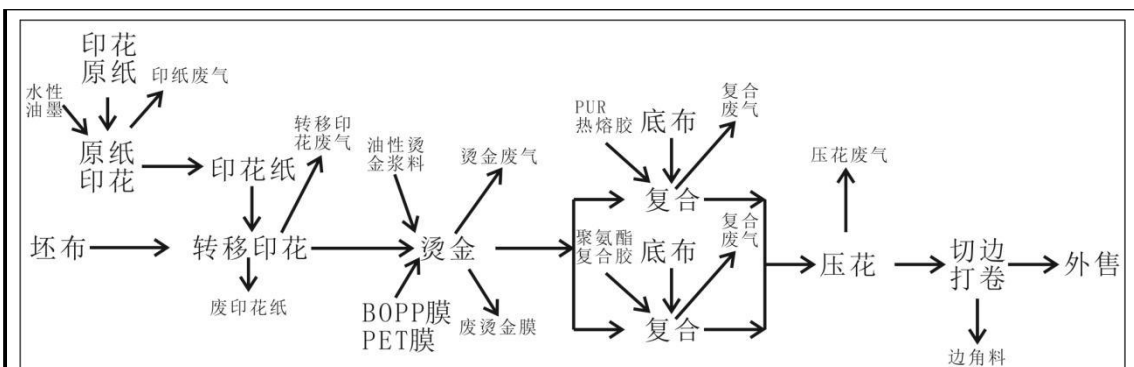 印花
原纸
印纸废气
水性
油墨
原纸
印花
印花纸
转移印
花废气
坯布
转移印花
废印花纸
油性烫
金浆料
烫金废气
烫金
BOPP膜
PET膜
废烫金膜
PUR
热熔胶
底布
复合
废气
复合
聚氨酯
复合胶
底布
复合
废气
复合
压花废气
压花
切边
打卷
外售
边角料